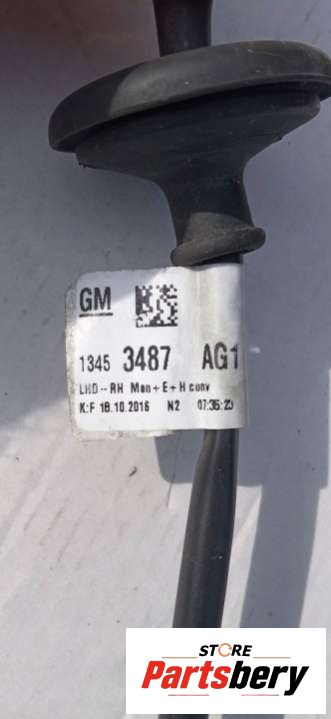 GM
1345 3487 AG1
LHD--RH Man+E+H conv
K:F 18.10.2016 N2 07:35:23
STORE
Partsbery